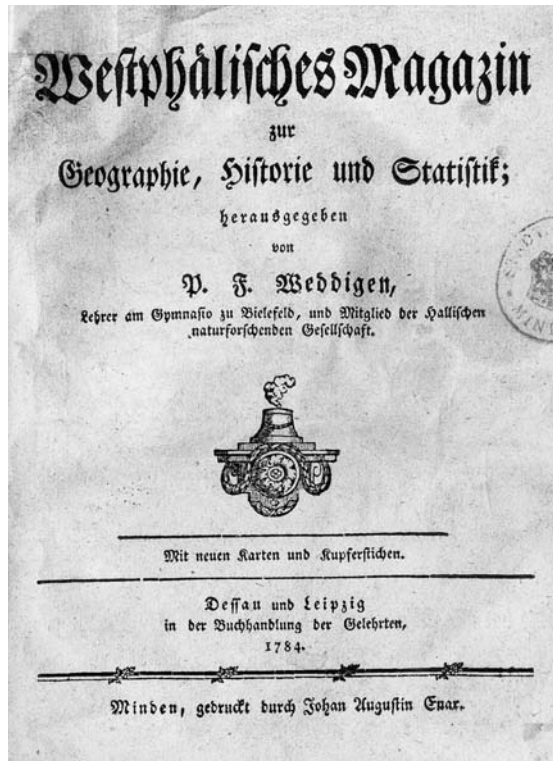 Westphälisches Magazin
zur
Geographie, Historie und Statistik;
herausgegeben
von
P. F. Weddigen,
Lehrer am Gymnasio zu Bielefeld, und Mitglied der Hallischen
naturforschenden Gesellschaft.
Mit neuen Karten und Kupferstichen.
Dessau und Leipzig
in der Buchhandlung der Gelehrten,
1784.
Minden, gedruckt durch Johan Augustin Enax.